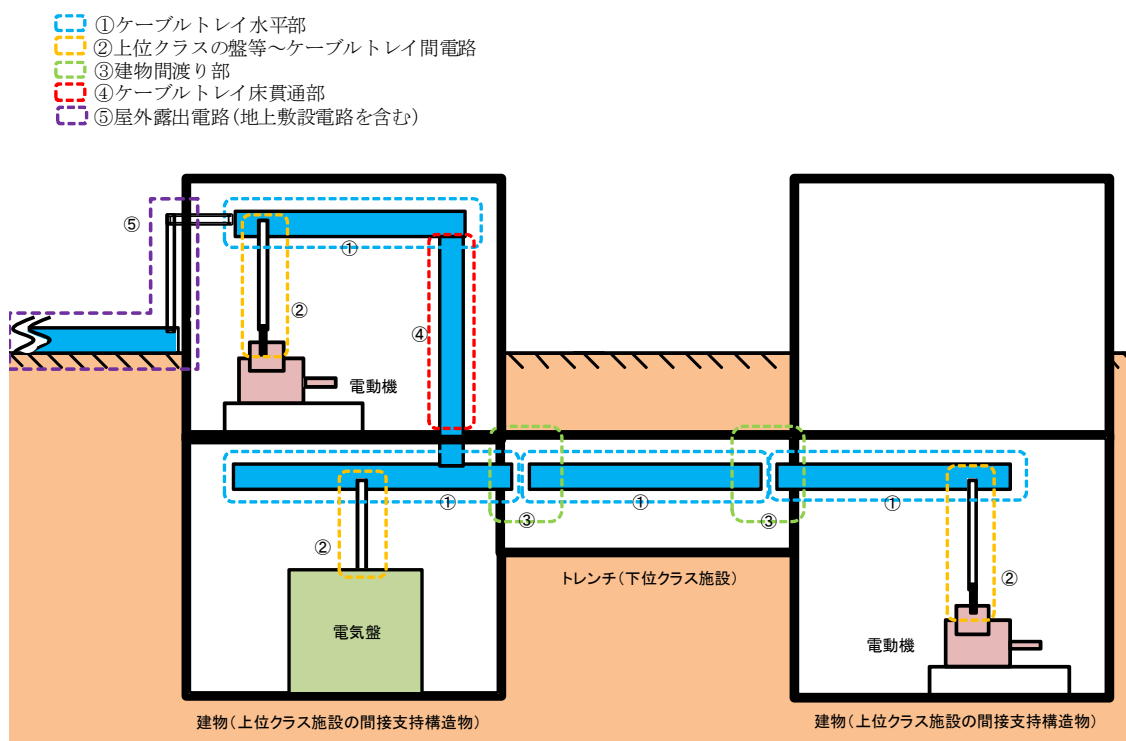 ①ケーブルトレイ水平部
②上位クラスの盤等～ケーブルトレイ間電路
③建物間渡り部
④ケーブルトレイ床貫通部
⑤屋外露出電路(地上敷設電路を含む)
⑤
①
②
④
電動機
①
③
①
③
①
②
電気盤
トレンチ(下位クラス施設)
②
電動機
建物(上位クラス施設の間接支持構造物)
建物(上位クラス施設の間接支持構造物)